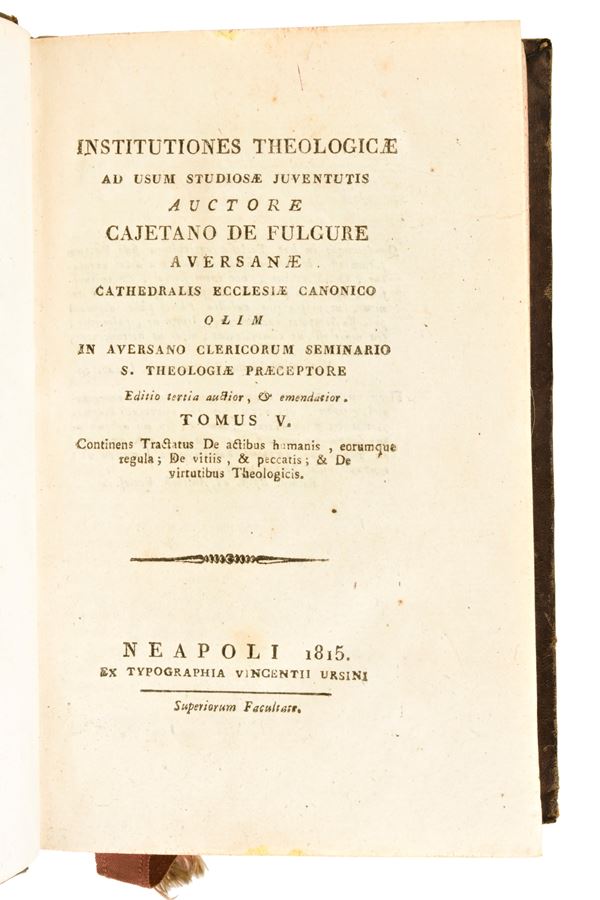 INSTITUTIONES THEOLOGICÆ
AD USUM STUDIOSÆ JUVENTUTIS
AUCTORE
CAJETANO DE FULGURE
AVERSANÆ
CATHEDRALIS ECCLESIÆ CANONICO
OLIM
IN AVERSANO CLERICORUM SEMINARIO
S. THEOLOGIÆ PRÆCEPTORE
Editio tertia auctior, & emendatior.
TOMUS V.
Continens Tractatus De actibus humanis, eorumque
regula; De vitiis, & peccatis; & De
virtutibus Theologicis.
NEAPOLI 1815.
EX TYPOGRAPHIA VINCENTII URSINI
Superiorum Facultate.